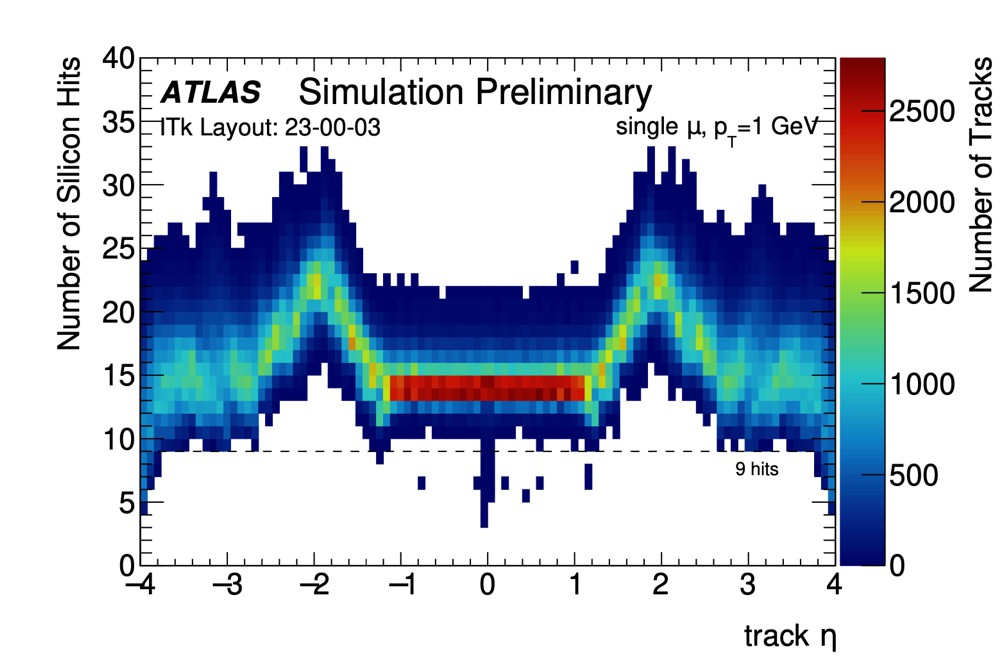 ATLAS Simulation Preliminary
ITk Layout: 23-00-03
single μ, pT=1 GeV
9 hits
Number of Silicon Hits
40
35
30
25
20
15
10
5
0
−4 −3 −2 −1 0 1 2 3 4
track η
2500
2000
1500
1000
500
0
Number of Tracks